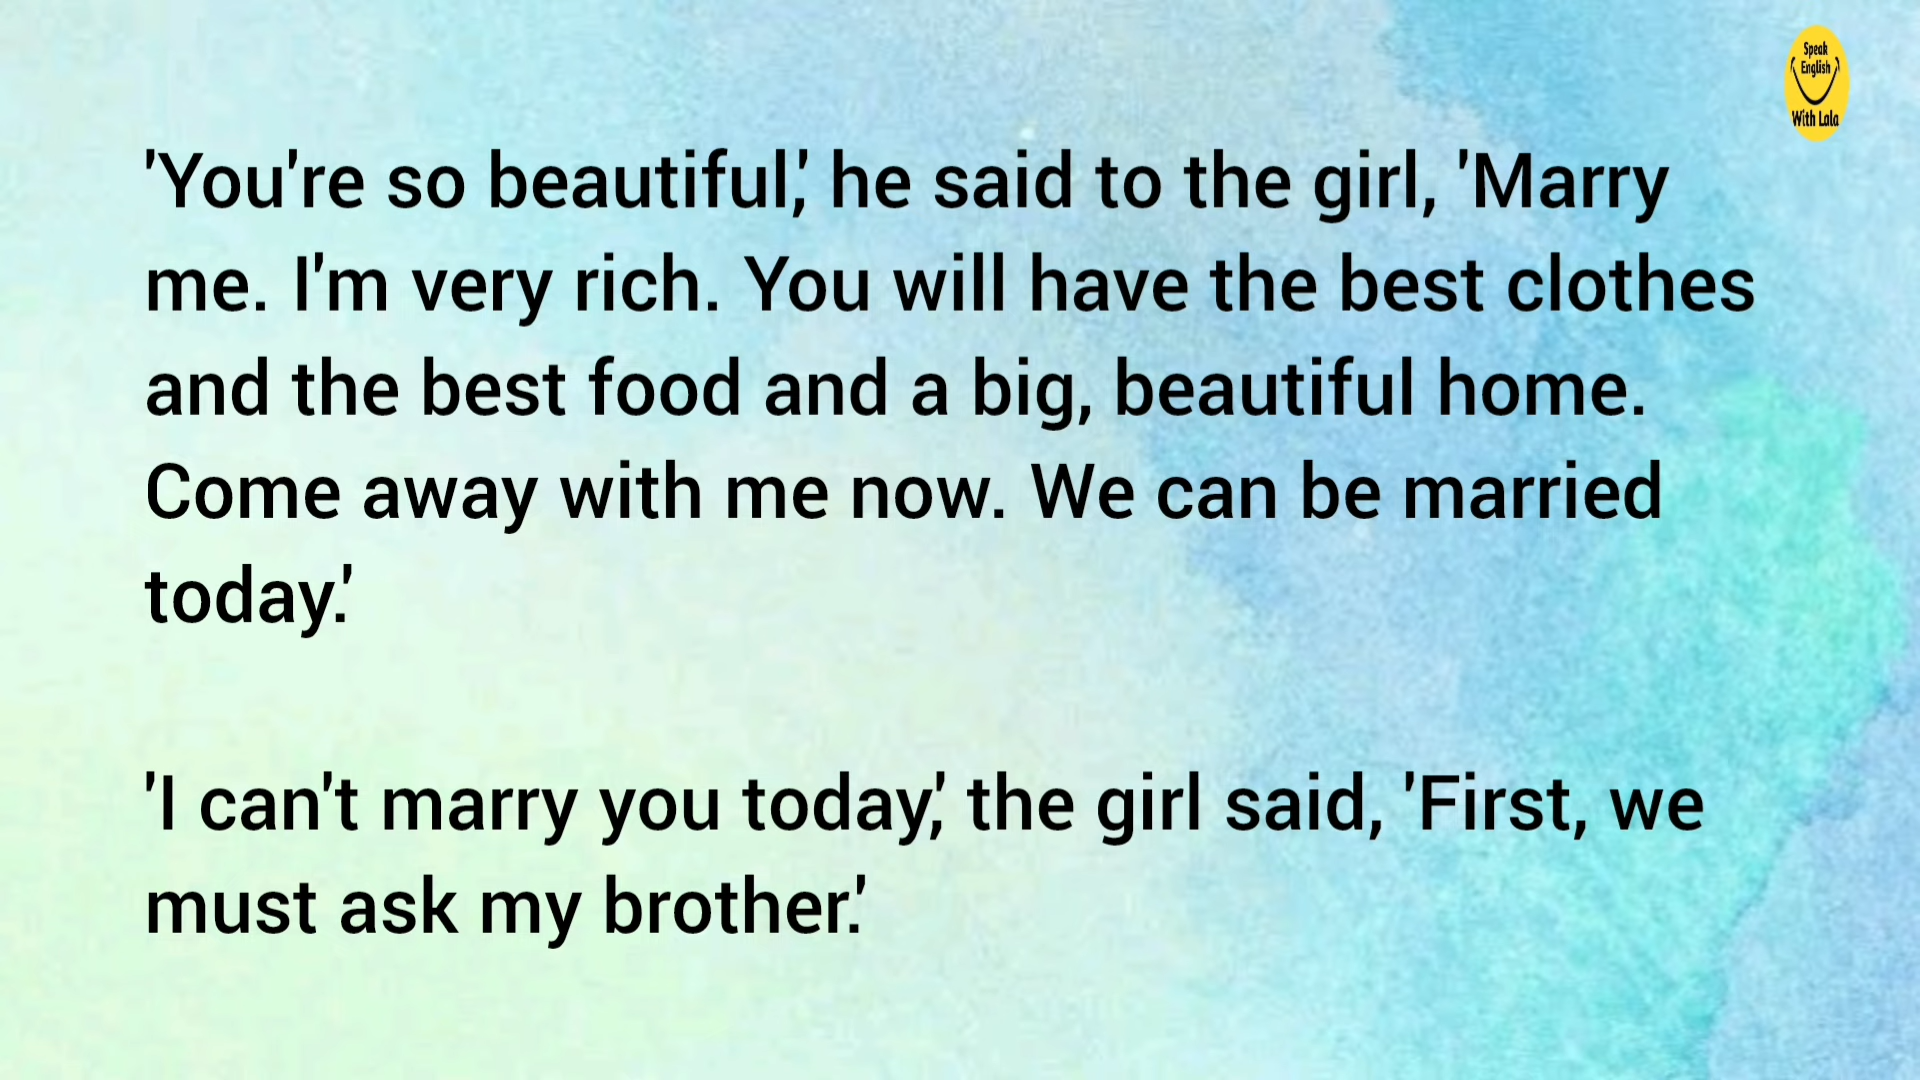 Speak
English
With Lala
'You're so beautiful,' he said to the girl, 'Marry
me. I'm very rich. You will have the best clothes
and the best food and a big, beautiful home.
Come away with me now. We can be married
today.'
'I can't marry you today,' the girl said, 'First, we
must ask my brother.'